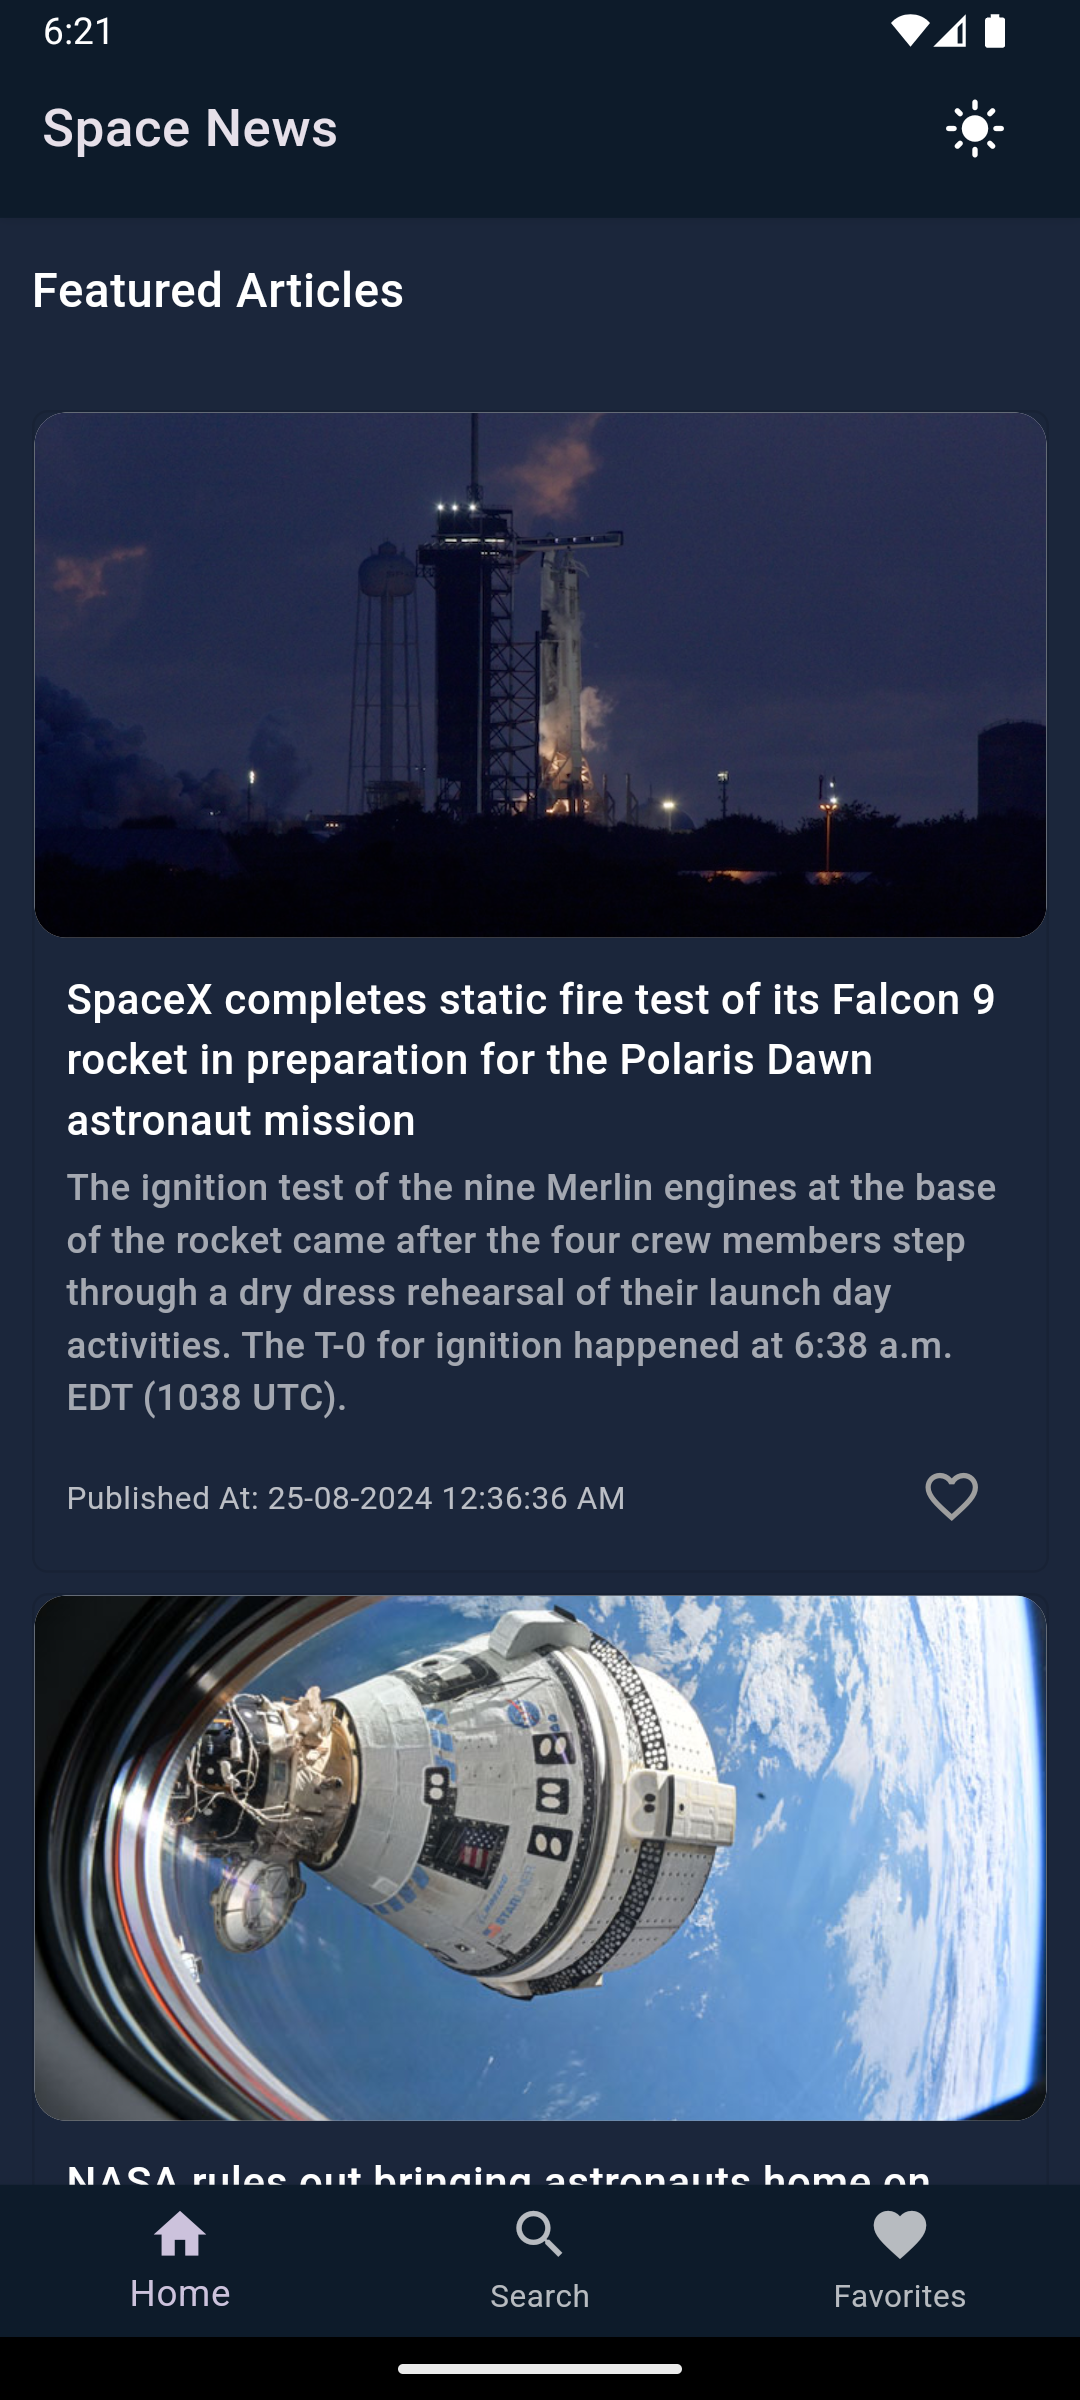 6:21
Space News
Featured Articles
SpaceX completes static fire test of its Falcon 9
rocket in preparation for the Polaris Dawn
astronaut mission
The ignition test of the nine Merlin engines at the base
of the rocket came after the four crew members step
through a dry dress rehearsal of their launch day
activities. The T-0 for ignition happened at 6:38 a.m.
EDT (1038 UTC).
Published At: 25-08-2024 12:36:36 AM
STARLINER
NASA rules out bringing astronauts home on
Home
Search
Favorites